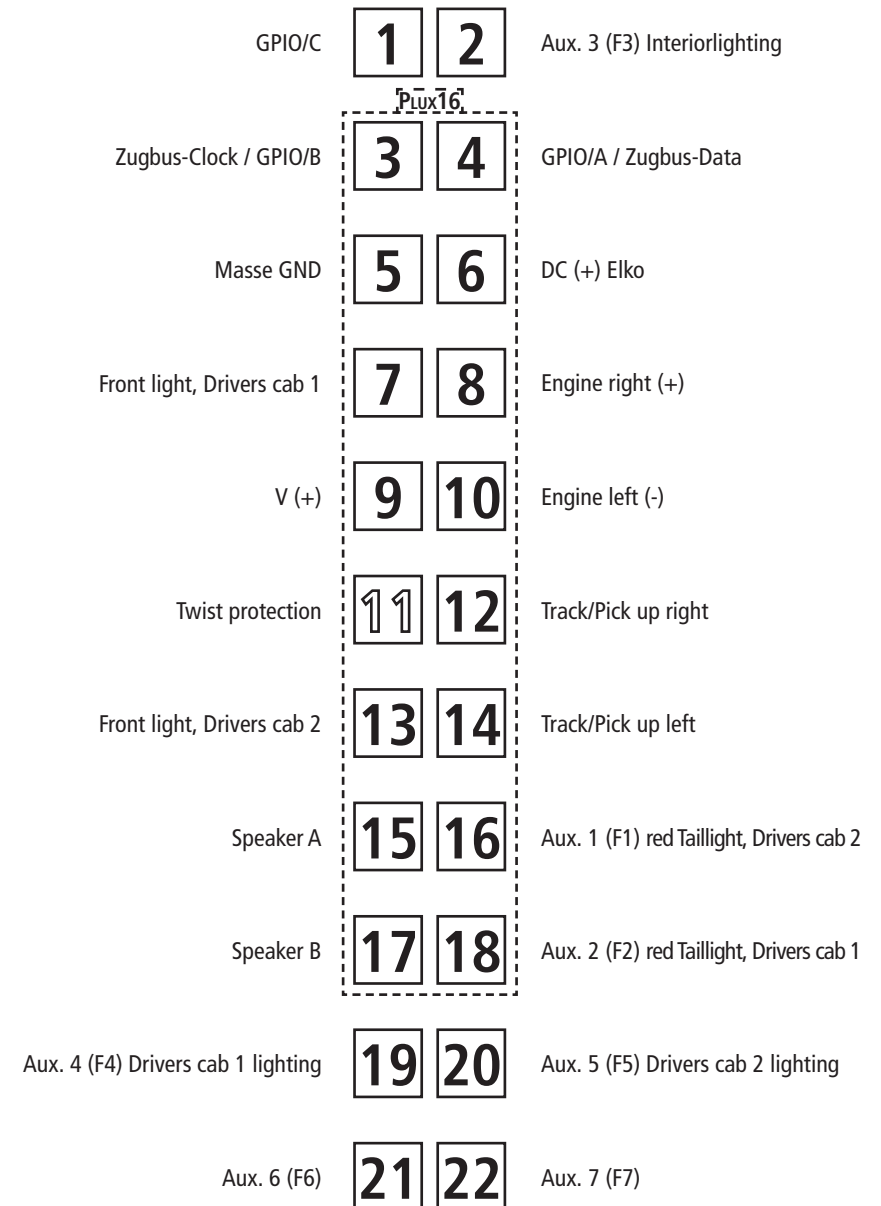 GPIO/C 1 2 Aux. 3 (F3) Interiorlighting
PLUX16
Zugbus-Clock / GPIO/B 3 4 GPIO/A / Zugbus-Data
Masse GND 5 6 DC (+) Elko
Front light, Drivers cab 1 7 8 Engine right (+)
V (+) 9 10 Engine left (-)
Twist protection 11 12 Track/Pick up right
Front light, Drivers cab 2 13 14 Track/Pick up left
Speaker A 15 16 Aux. 1 (F1) red Taillight, Drivers cab 2
Speaker B 17 18 Aux. 2 (F2) red Taillight, Drivers cab 1
Aux. 4 (F4) Drivers cab 1 lighting 19 20 Aux. 5 (F5) Drivers cab 2 lighting
Aux. 6 (F6) 21 22 Aux. 7 (F7)